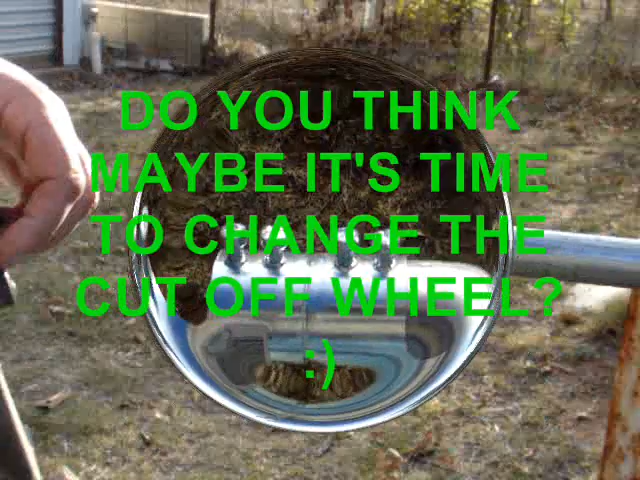 DO YOU THINK
MAYBE IT'S TIME
TO CHANGE THE
CUT OFF WHEEL?
:)